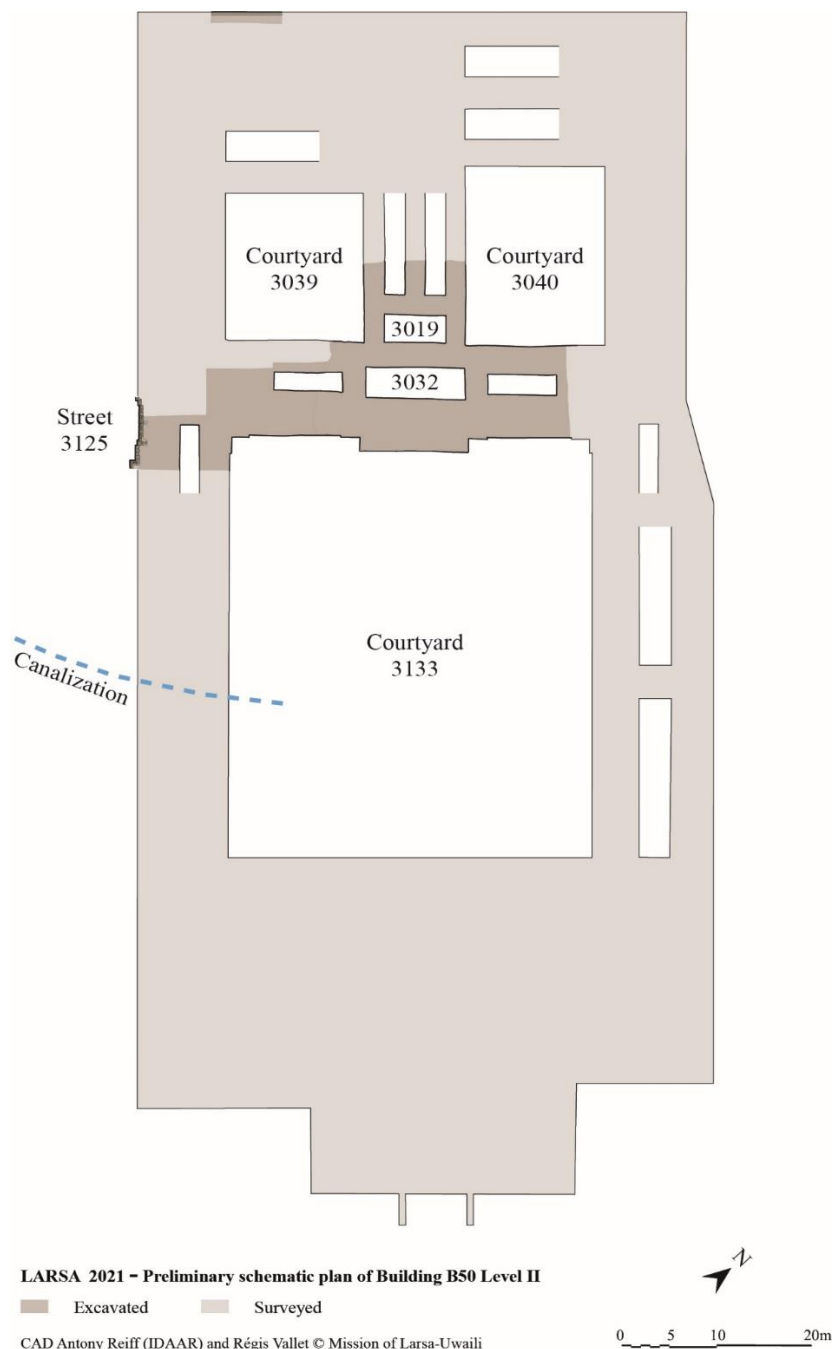 Courtyard
3039
Courtyard
3040
3019
3032
Street
3125
Courtyard
3133
Canalization
N
LARSA 2021 – Preliminary schematic plan of Building B50 Level II
Excavated Surveyed
CAD Antony Reiff (IDAAR) and Régis Vallet © Mission of Larsa-Uwaili
0 5 10 20m